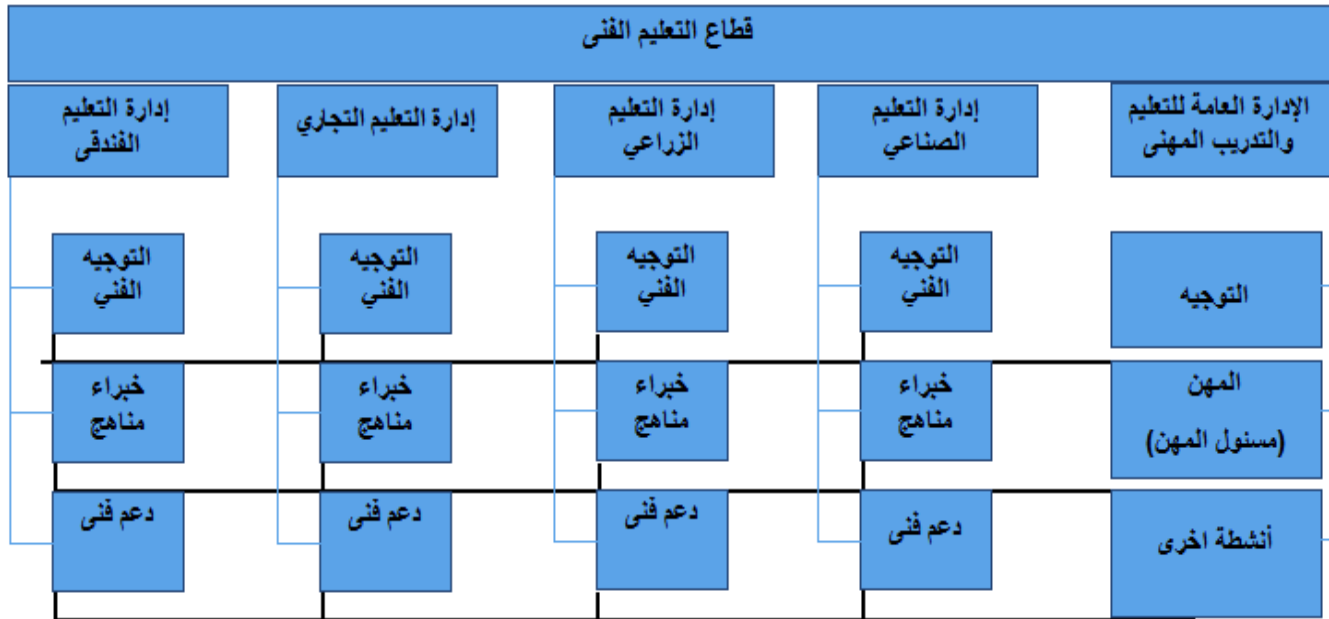 قطاع التعليم الفنى
الإدارة العامة للتعليم
والتدريب المهنى
إدارة التعليم
الصناعي
إدارة التعليم
الزراعي
إدارة التعليم التجاري
إدارة التعليم
الفندقى
التوجيه
التوجيه
الفني
التوجيه
الفني
التوجيه
الفني
التوجيه
الفني
المهن
(مسئول المهن)
خبراء
مناهج
خبراء
مناهج
خبراء
مناهج
خبراء
مناهج
أنشطة اخرى
دعم فنى
دعم فنى
دعم فنى
دعم فنى